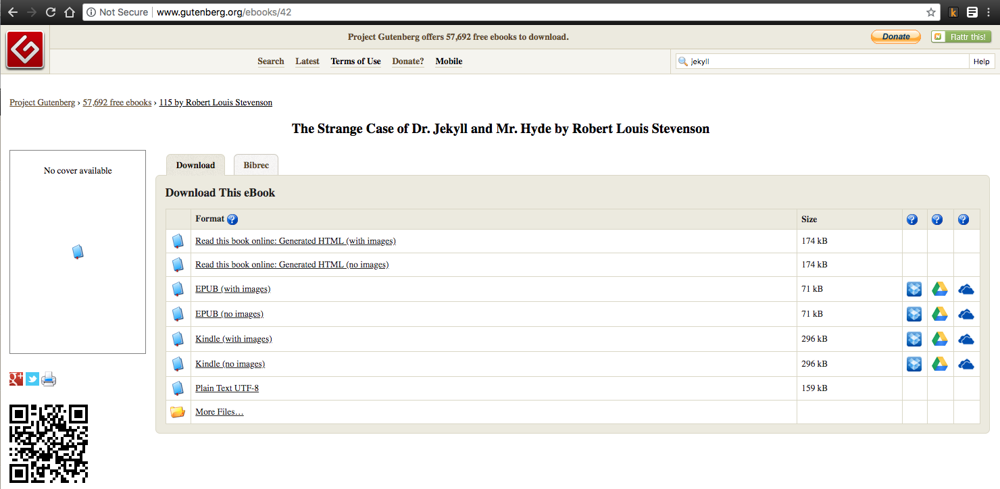 Not Secure www.gutenberg.org/ebooks/42
k
Project Gutenberg offers 57,692 free ebooks to download.
Donate
Flattr this!
Search Latest Terms of Use Donate? Mobile
jekyll
Help
Project Gutenberg › 57,692 free ebooks › 115 by Robert Louis Stevenson
The Strange Case of Dr. Jekyll and Mr. Hyde by Robert Louis Stevenson
No cover available
Download Bibrec
Download This eBook
Format ? Size ? ? ?
Read this book online: Generated HTML (with images) 174 kB
Read this book online: Generated HTML (no images) 174 kB
EPUB (with images) 71 kB
EPUB (no images) 71 kB
Kindle (with images) 296 kB
Kindle (no images) 296 kB
Plain Text UTF-8 159 kB
More Files…
g+